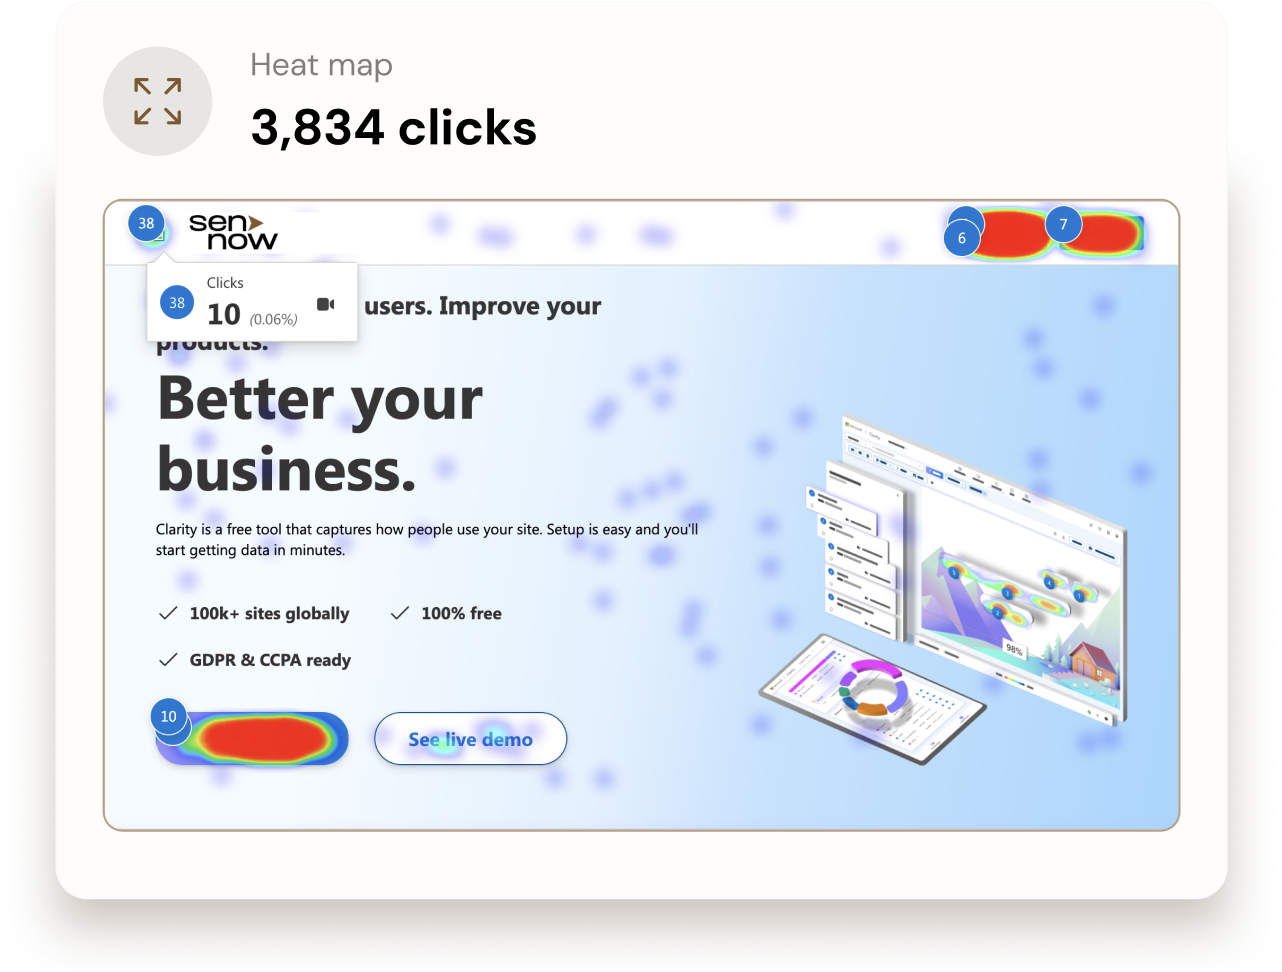 Heat map
3,834 clicks
38
sen
now
6
7
Clicks
38
10 (0.06%)
users. Improve your
products.
Better your
business.
Clarity is a free tool that captures how people use your site. Setup is easy and you'll
start getting data in minutes.
100k+ sites globally
100% free
GDPR & CCPA ready
10
See live demo
98%